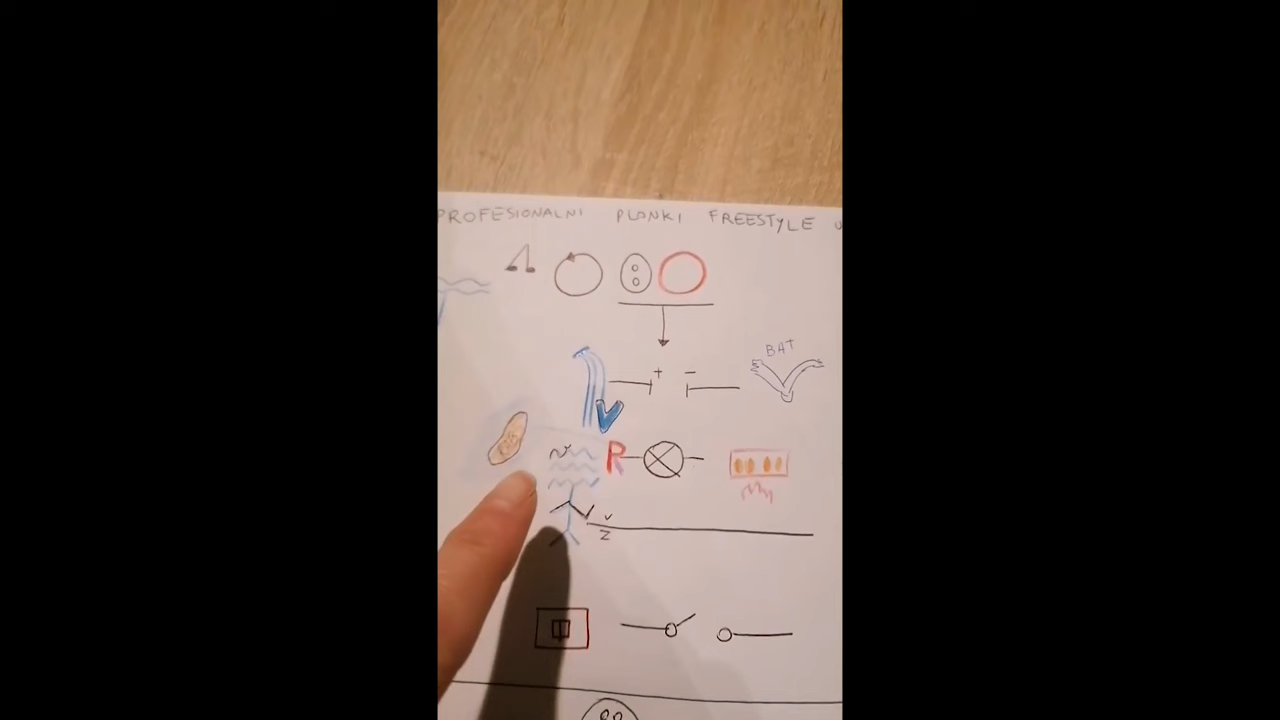 PROFESIONALNI PLONKI FREESTYLE
+ -
BAT
V
R